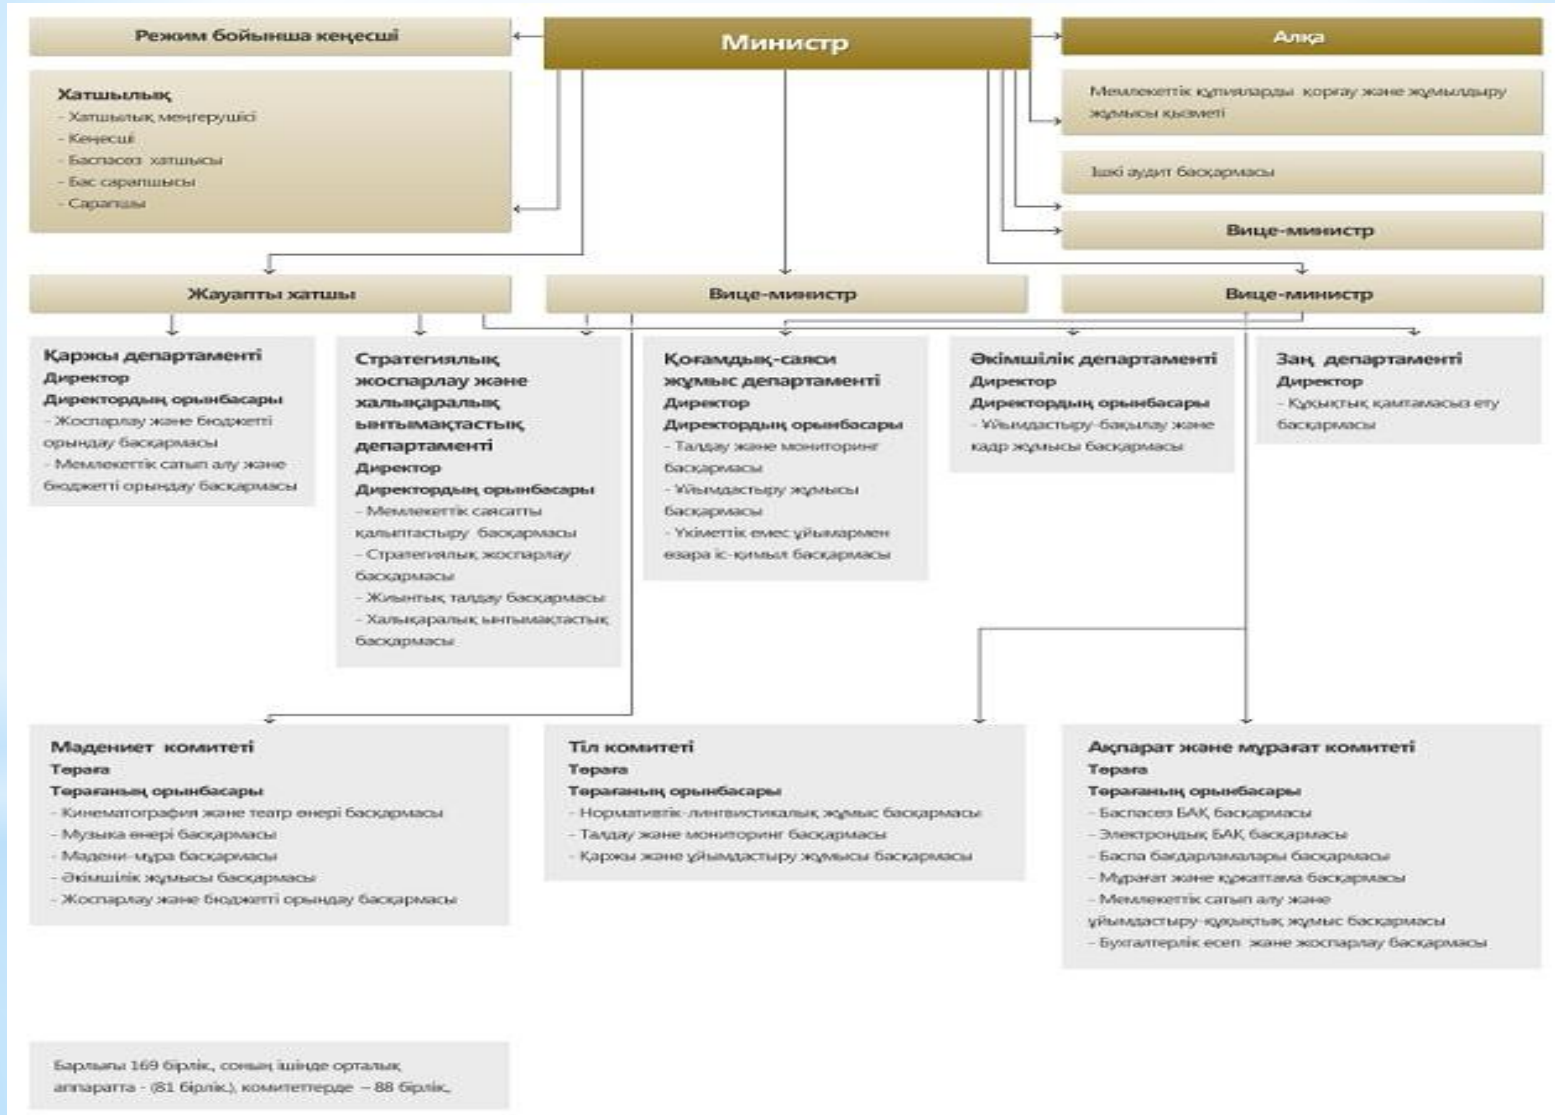 Режим бойынша кеңесші
Министр
Алқа
Хатшылық
- Хатшылық меңгерушісі
- Кеңесші
- Баспасөз хатшысы
- Бас сарапшысы
- Сарапшы
Мемлекеттік құпияларды қорғау және жұмылдыру
жұмысы қызметі
Ішкі аудит басқармасы
Вице-министр
Жауапты хатшы
Вице-министр
Вице-министр
Қаржы департаменті
Директор
Директордың орынбасары
- Жоспарлау және бюджетті
орындау басқармасы
- Мемлекеттік сатып алу және
бюджетті орындау басқармасы
Стратегиялық
жоспарлау және
халықаралық
ынтымақтастық
департаменті
Директор
Директордың орынбасары
- Мемлекеттік саясатты
қалыптастыру басқармасы
- Стратегиялық жоспарлау
басқармасы
- Жиынтық талдау басқармасы
- Халықаралық ынтымақтастық
басқармасы
Қоғамдық-саяси
жұмыс департаменті
Директор
Директордың орынбасары
- Талдау және мониторинг
басқармасы
- Ұйымдастыру жұмысы
басқармасы
- Үкіметтік емес ұйымармен
өзара іс-қимыл басқармасы
Әкімшілік департаменті
Директор
Директордың орынбасары
- Ұйымдастыру-бақылау және
кадр жұмысы басқармасы
Заң департаменті
Директор
- Құқықтық қамтамасыз ету
басқармасы
Мәдениет комитеті
Төраға
Төрағаның орынбасары
- Кинематография және театр өнері басқармасы
- Музыка өнері басқармасы
- Мәдени-мұра басқармасы
- Әкімшілік жұмысы басқармасы
- Жоспарлау және бюджетті орындау басқармасы
Тіл комитеті
Төраға
Төрағаның орынбасары
- Нормативтік-лингвистикалық жұмыс басқармасы
- Талдау және мониторинг басқармасы
- Қаржы және ұйымдастыру жұмысы басқармасы
Ақпарат және мұрағат комитеті
Төраға
Төрағаның орынбасары
- Баспасөз БАҚ басқармасы
- Электрондық БАҚ басқармасы
- Баспа бағдарламалары басқармасы
- Мұрағат және құжаттама басқармасы
- Мемлекеттік сатып алу және
ұйымдастыру-құқықтық жұмыс басқармасы
- Бухгалтерлік есеп және жоспарлау басқармасы
Барлығы 169 бірлік, соның ішінде орталық
аппаратта - (81 бірлік), комитеттерде – 88 бірлік,